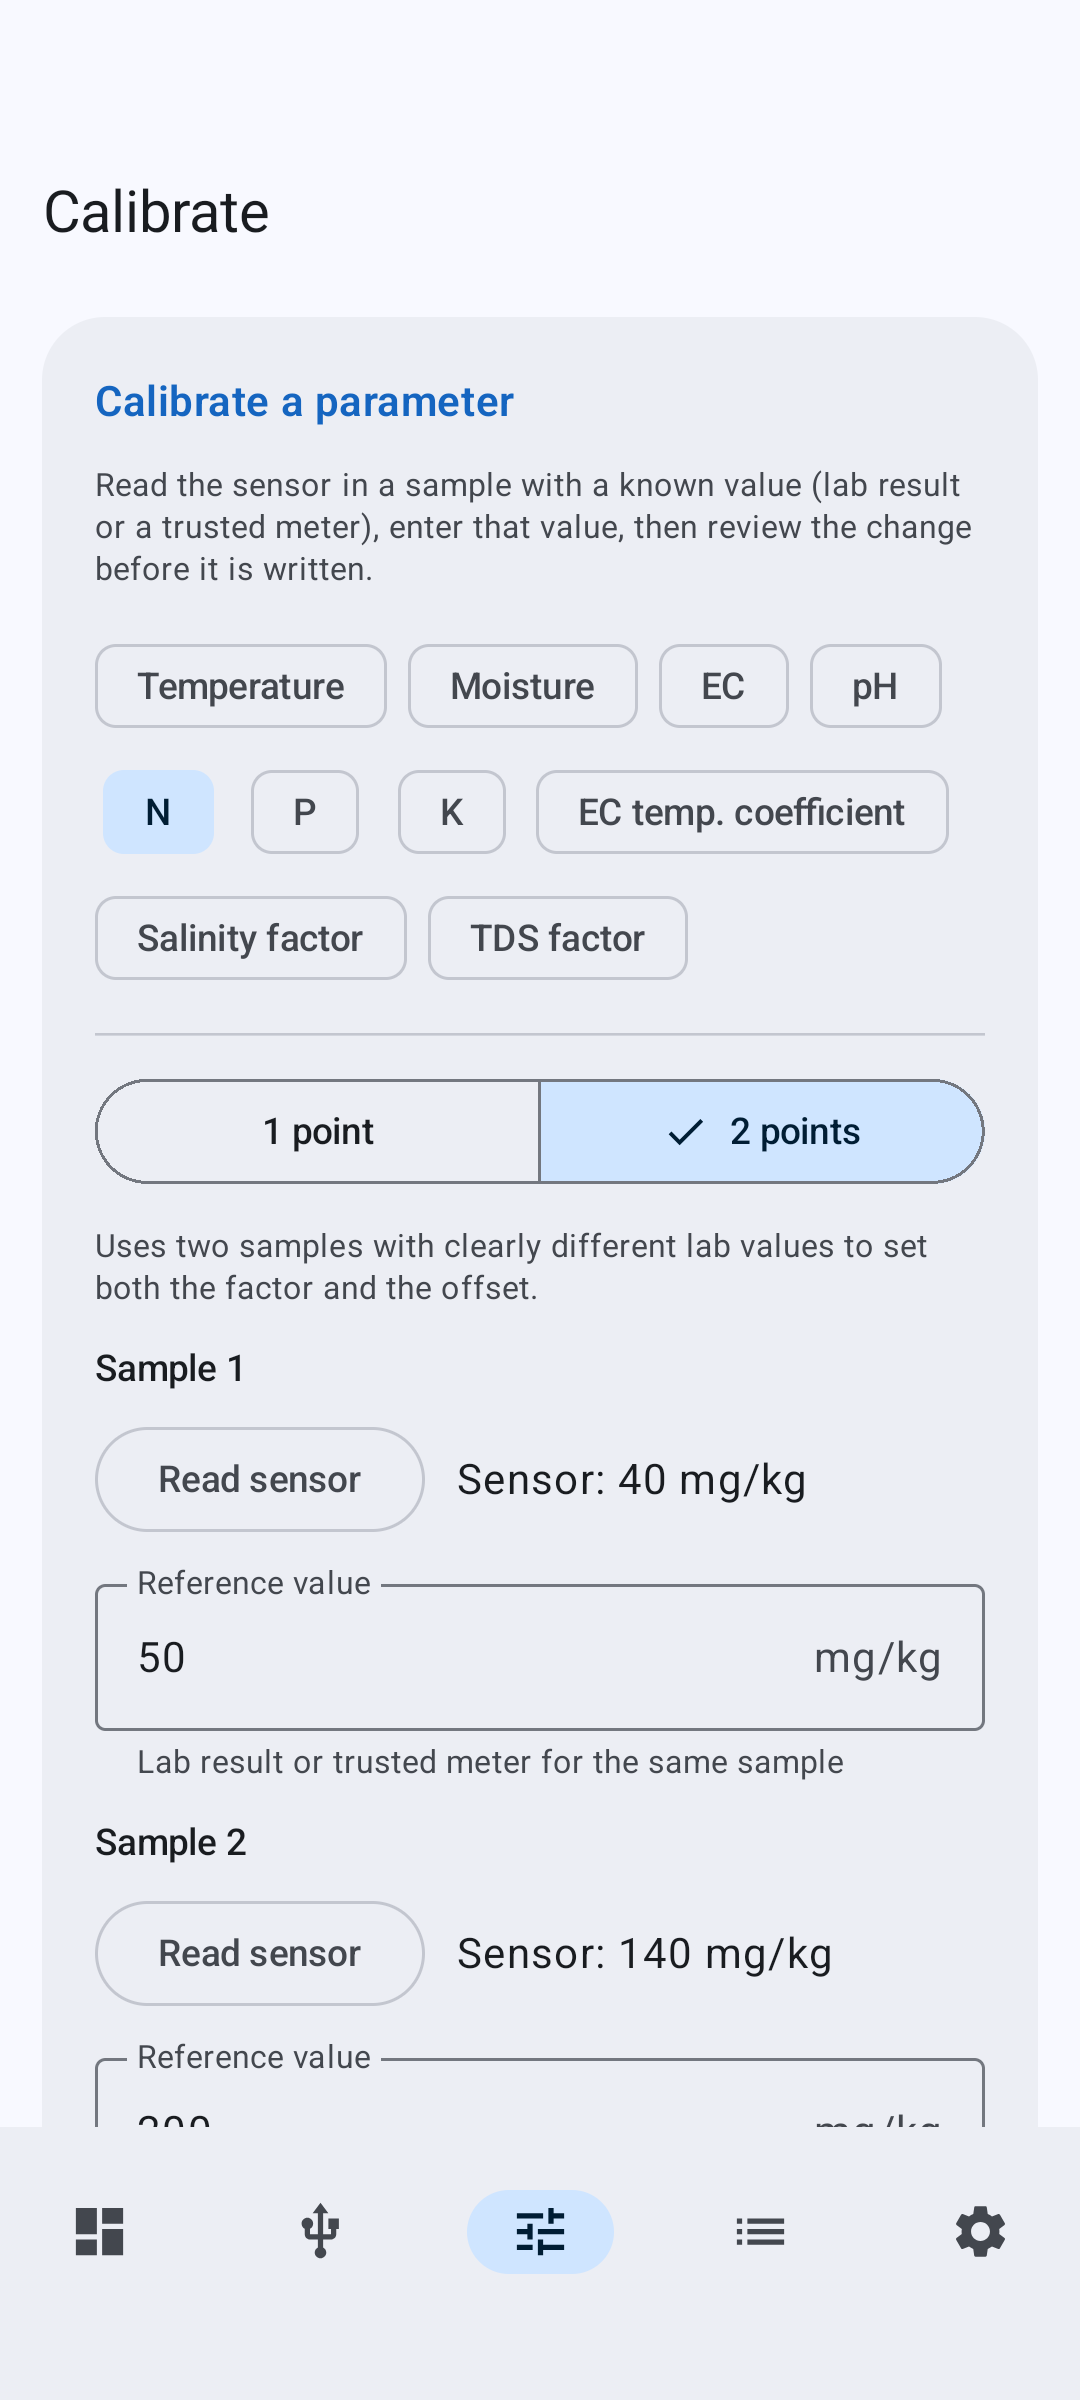 Calibrate
Calibrate a parameter
Read the sensor in a sample with a known value (lab result
or a trusted meter), enter that value, then review the change
before it is written.
Temperature Moisture EC pH
N P K EC temp. coefficient
Salinity factor TDS factor
1 point 2 points
Uses two samples with clearly different lab values to set
both the factor and the offset.
Sample 1
Read sensor Sensor: 40 mg/kg
Reference value
50 mg/kg
Lab result or trusted meter for the same sample
Sample 2
Read sensor Sensor: 140 mg/kg
Reference value